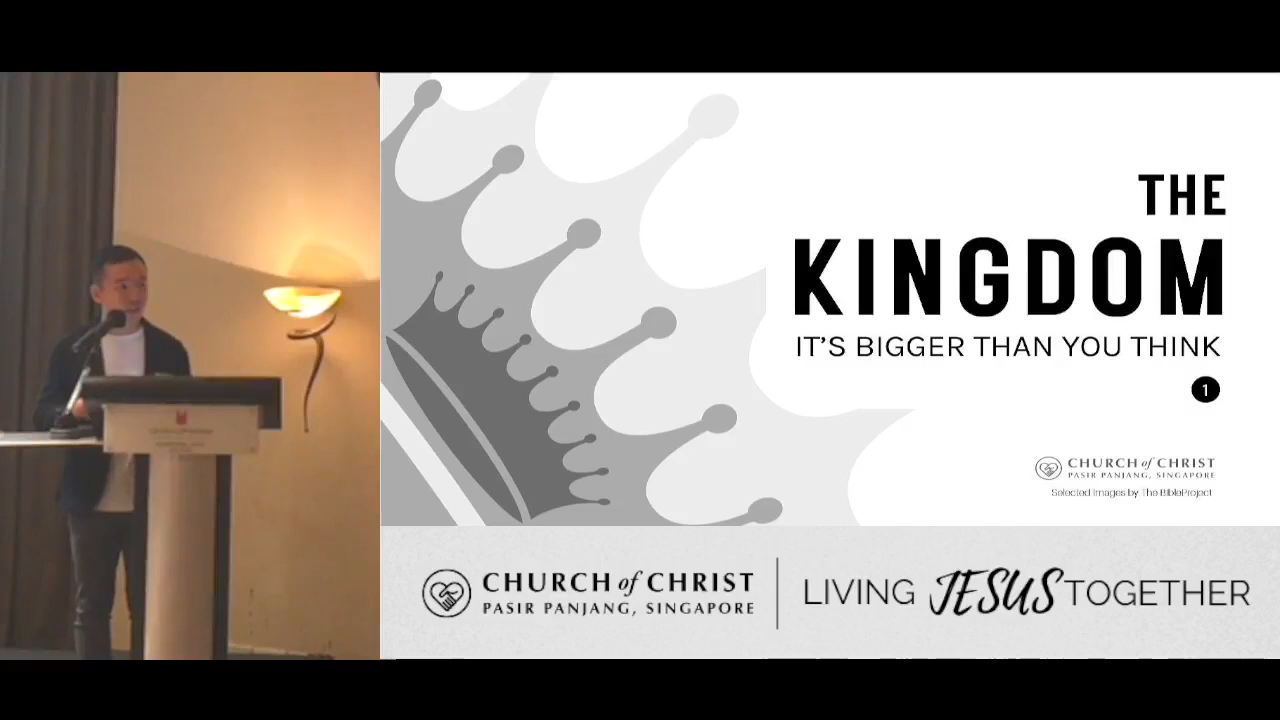 THE
KINGDOM
IT'S BIGGER THAN YOU THINK
1
CHURCH of CHRIST
PASIR PANJANG, SINGAPORE
Selected Images by The BibleProject
CHURCH of CHRIST
PASIR PANJANG, SINGAPORE
LIVING JESUS TOGETHER